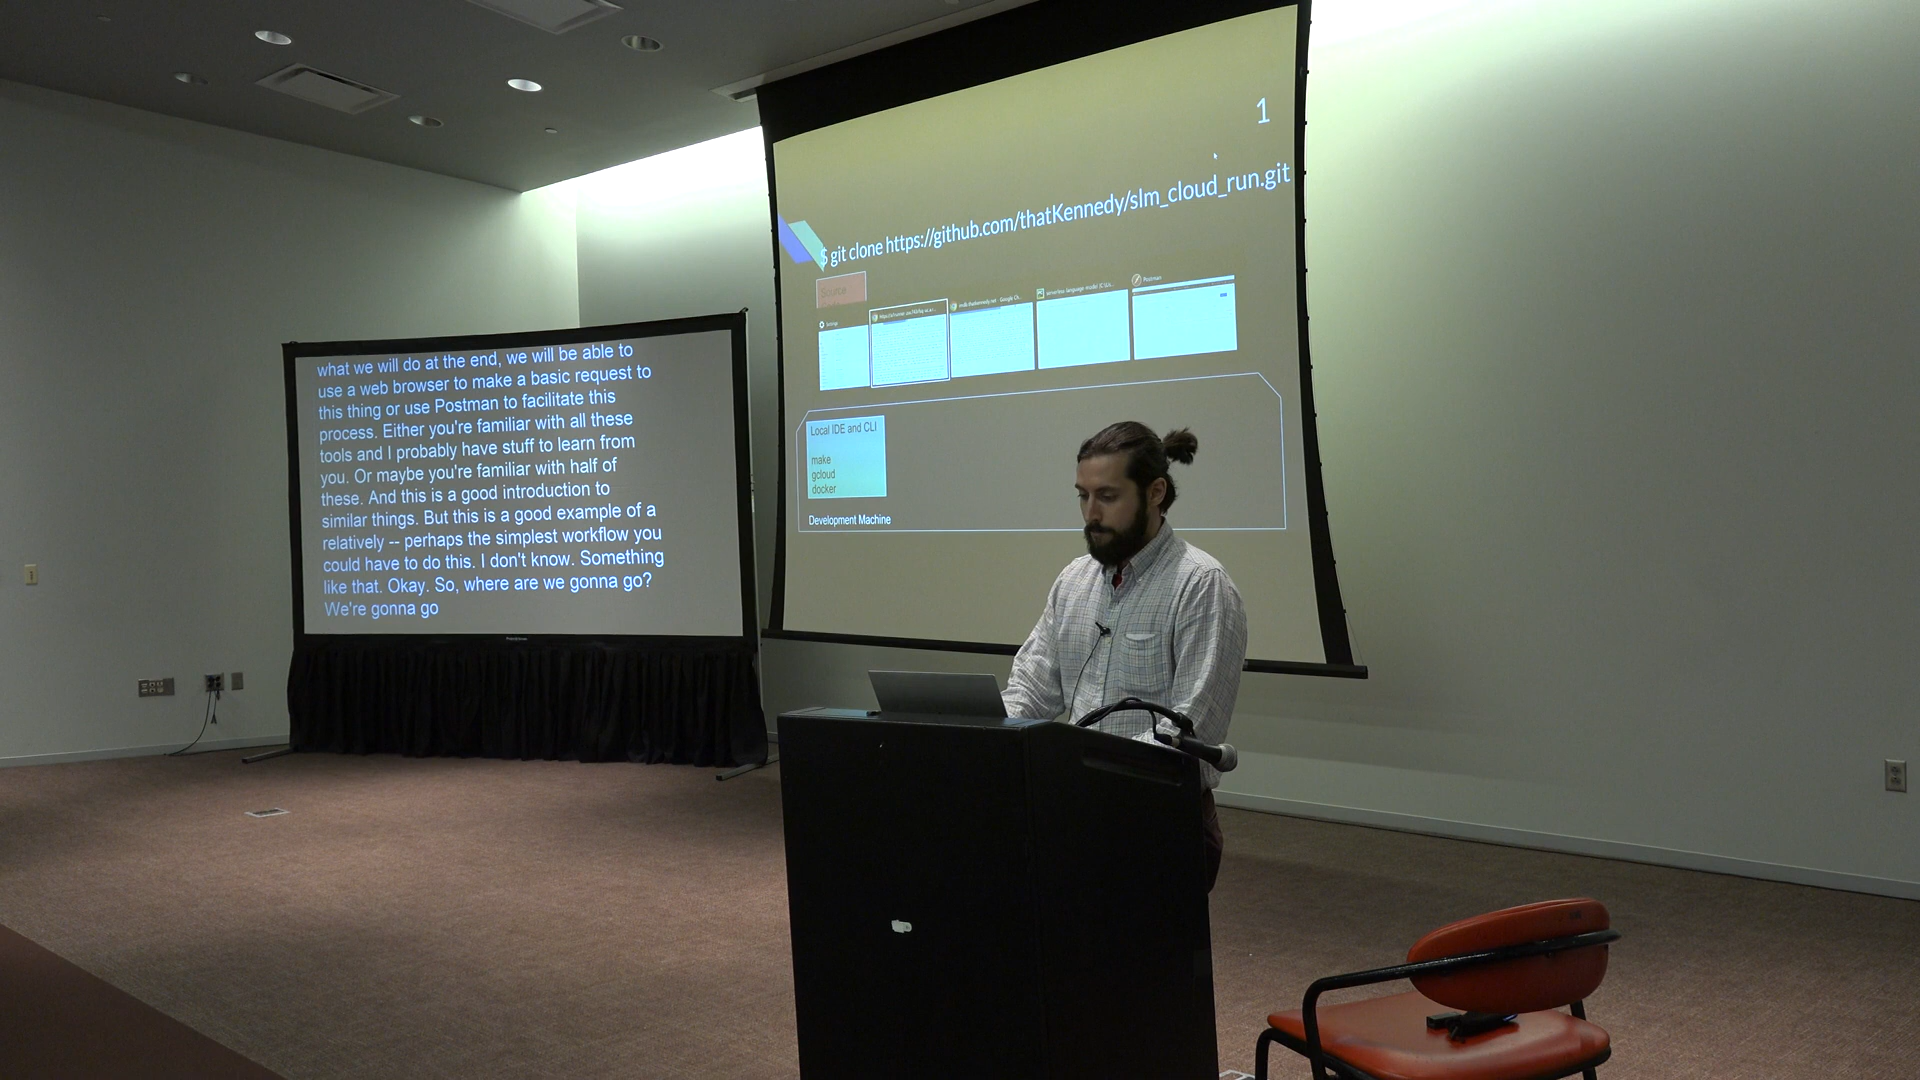 what we will do at the end, we will be able to
use a web browser to make a basic request to
this thing or use Postman to facilitate this
process. Either you're familiar with all these
tools and I probably have stuff to learn from
you. Or maybe you're familiar with half of
these. And this is a good introduction to
similar things. But this is a good example of a
relatively -- perhaps the simplest workflow you
could have to do this. I don't know. Something
like that. Okay. So, where are we gonna go?
We're gonna go
1
$ git clone https://github.com/thatKennedy/slm_cloud_run.git
Source
Settings
Postman
Local IDE and CLI
make
gcloud
docker
Development Machine